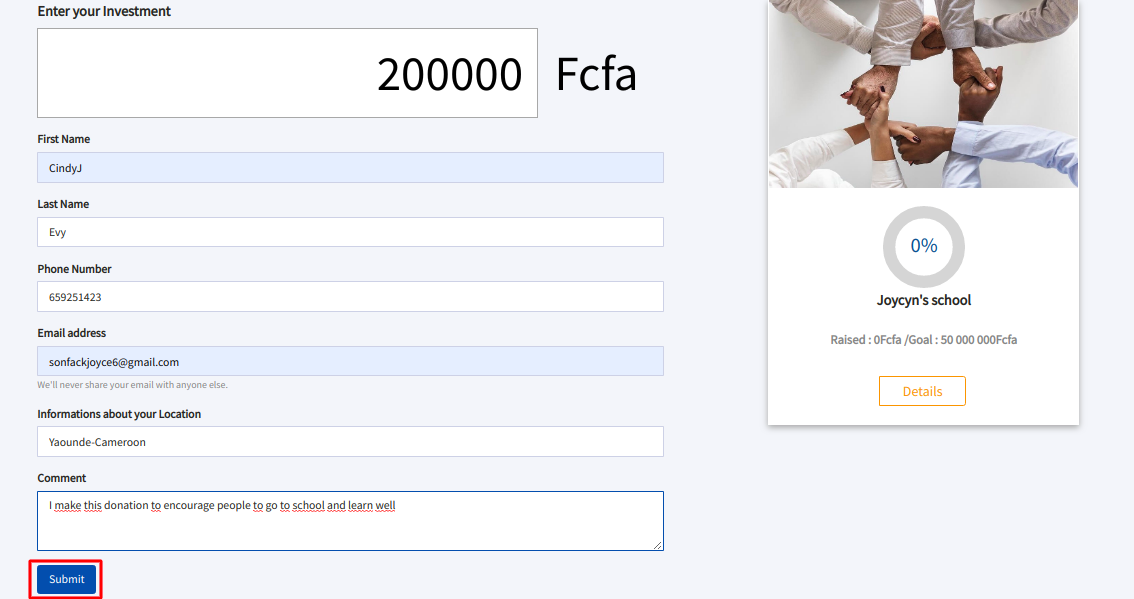 Enter your Investment
200000 Fcfa
First Name
CindyJ
Last Name
Evy
Phone Number
659251423
Email address
sonfackjoyce6@gmail.com
We'll never share your email with anyone else.
Informations about your Location
Yaounde-Cameroon
Comment
I make this donation to encourage people to go to school and learn well
Submit
0%
Joycyn's school
Raised : 0Fcfa /Goal : 50 000 000Fcfa
Details